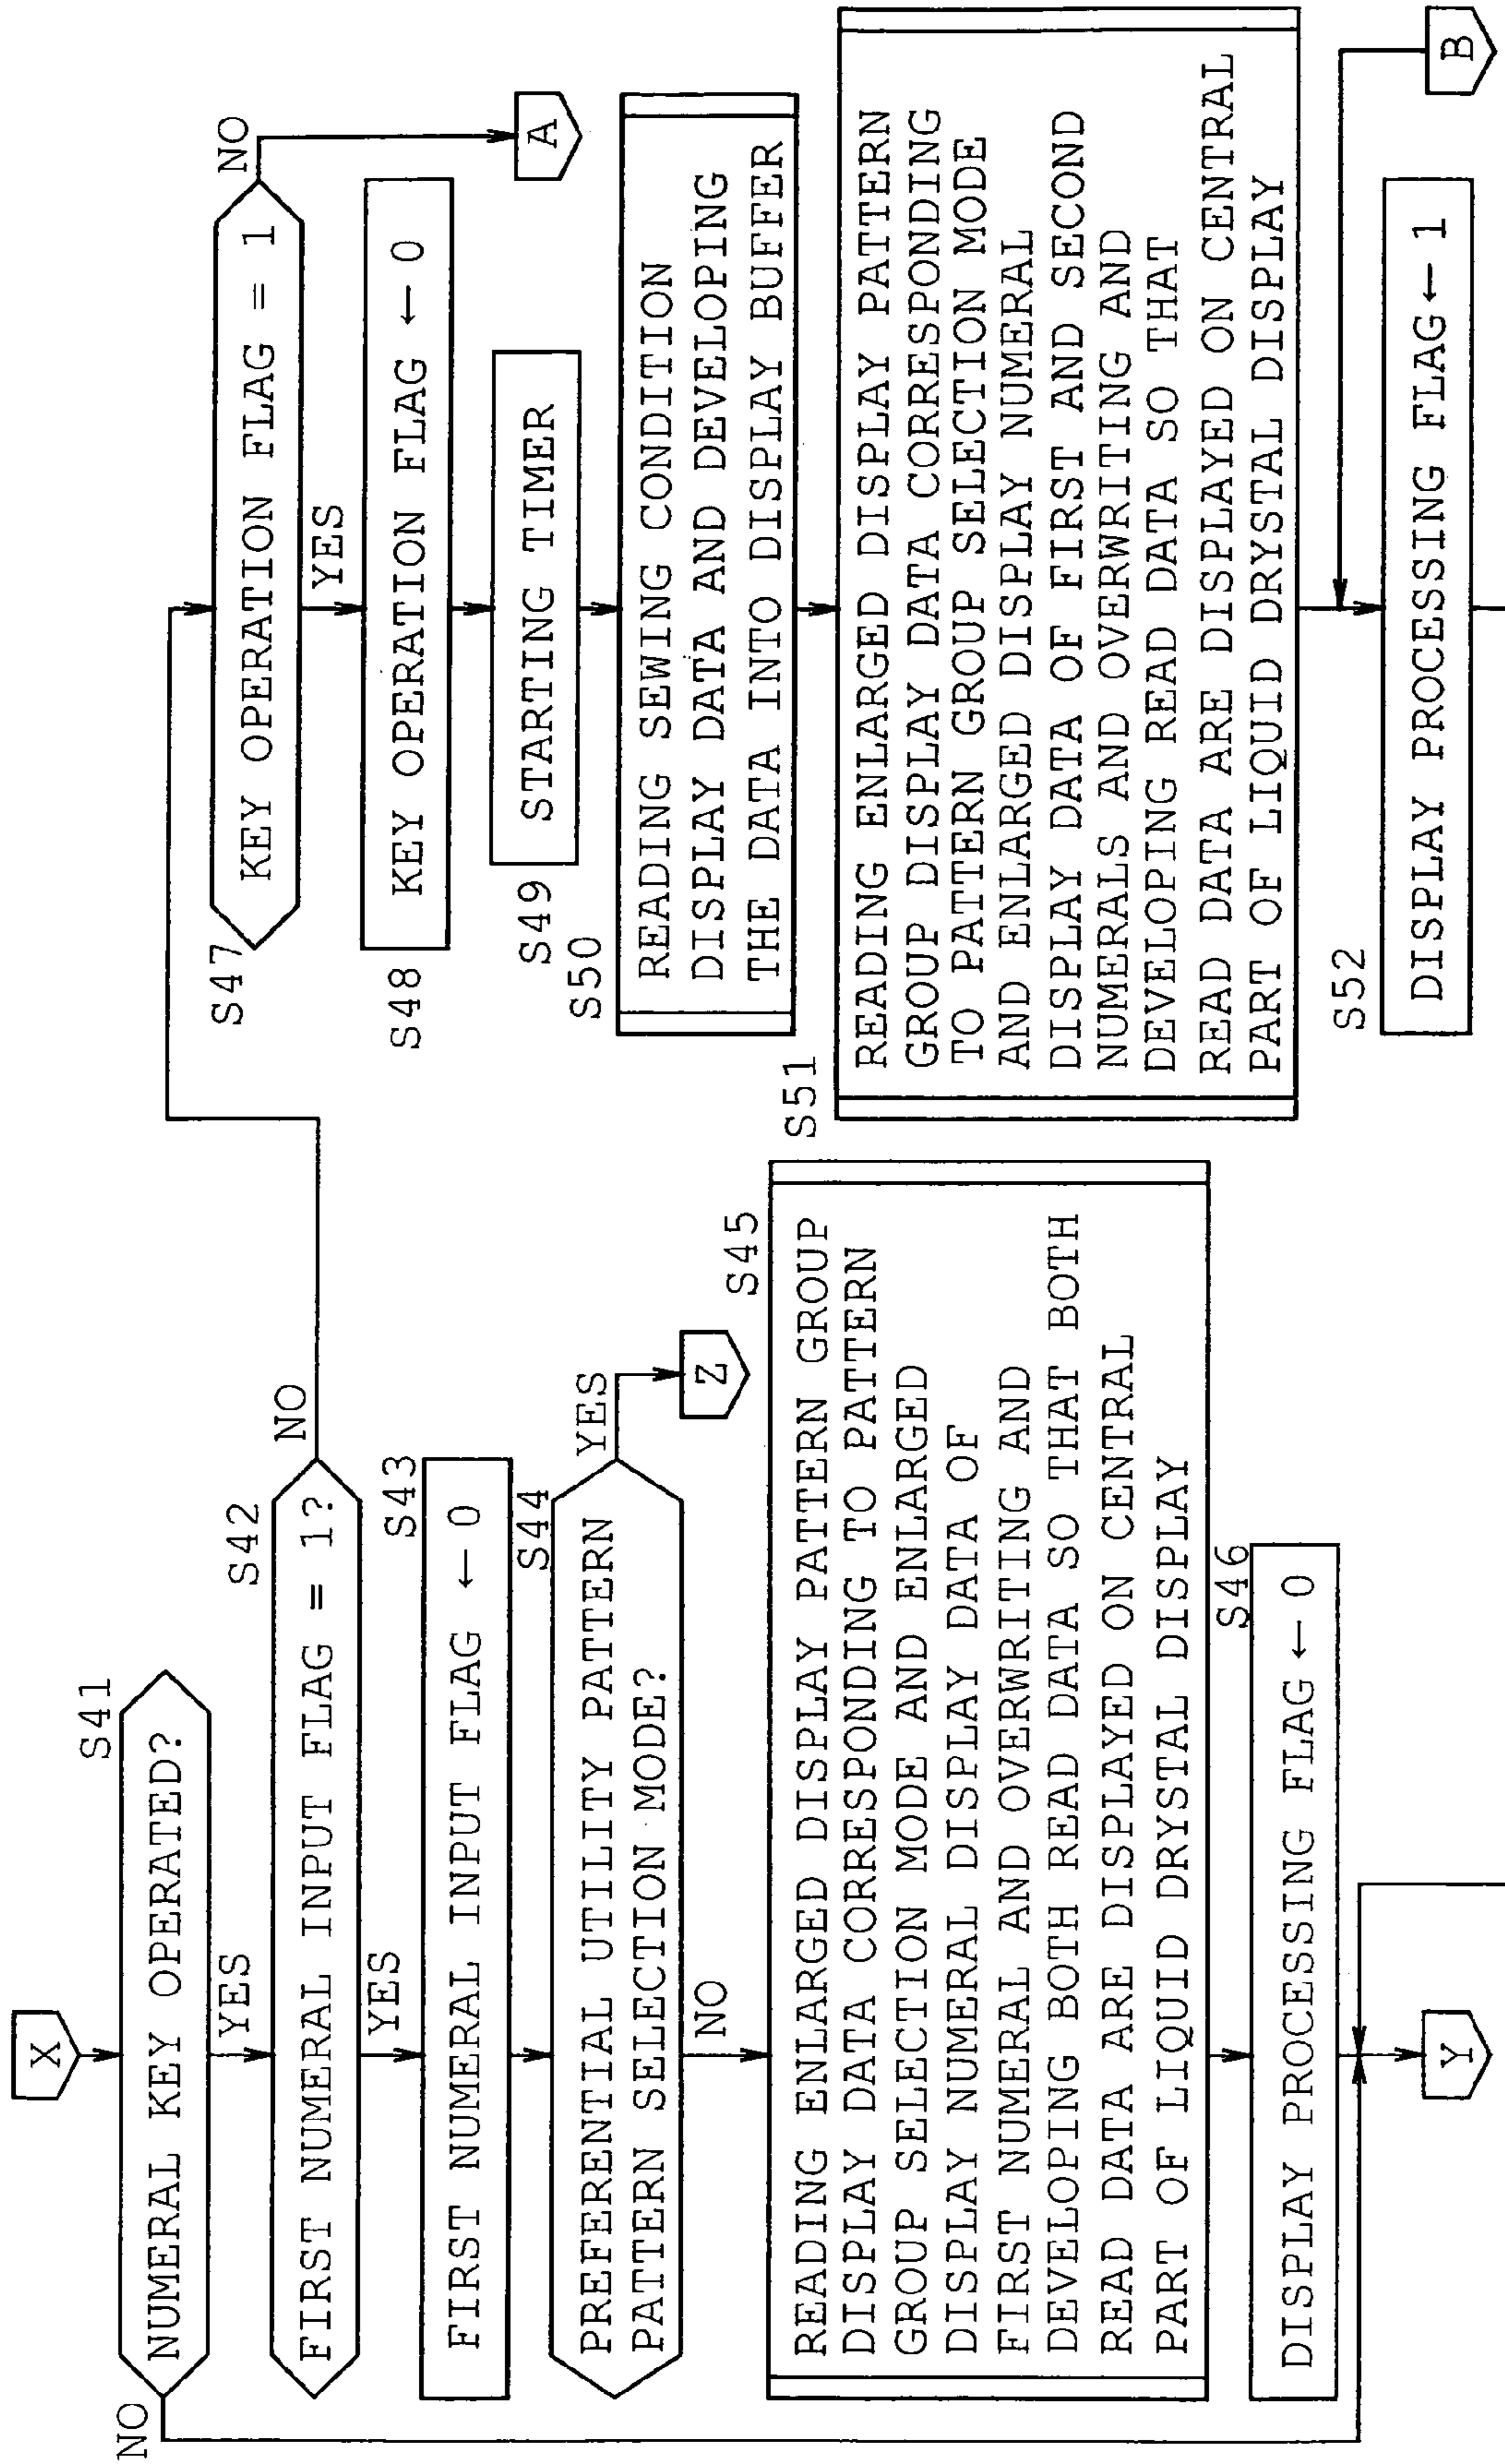 X
S41
NUMERAL KEY OPERATED?
NO
YES
S42
FIRST NUMERAL INPUT FLAG = 1?
NO
YES
S43
FIRST NUMERAL INPUT FLAG ← 0
S44
PREFERENTIAL UTILITY PATTERN
PATTERN SELECTION MODE?
YES
Z
NO
S45
READING ENLARGED DISPLAY PATTERN GROUP
DISPLAY DATA CORRESPONDING TO PATTERN
GROUP SELECTION MODE AND ENLARGED
DISPLAY NUMERAL DISPLAY DATA OF
FIRST NUMERAL AND OVERWRITING AND
DEVELOPING BOTH READ DATA SO THAT BOTH
READ DATA ARE DISPLAYED ON CENTRAL
PART OF LIQUID DRYSTAL DISPLAY
S46
DISPLAY PROCESSING FLAG ← 0
Y
S47
KEY OPERATION FLAG = 1
NO
A
YES
S48
KEY OPERATION FLAG ← 0
S49
STARTING TIMER
S50
READING SEWING CONDITION
DISPLAY DATA AND DEVELOPING
THE DATA INTO DISPLAY BUFFER
S51
READING ENLARGED DISPLAY PATTERN
GROUP DISPLAY DATA CORRESPONDING
TO PATTERN GROUP SELECTION MODE
AND ENLARGED DISPLAY NUMERAL
DISPLAY DATA OF FIRST AND SECOND
NUMERALS AND OVERWRITING AND
DEVELOPING READ DATA SO THAT
READ DATA ARE DISPLAYED ON CENTRAL
PART OF LIQUID DRYSTAL DISPLAY
B
S52
DISPLAY PROCESSING FLAG ← 1